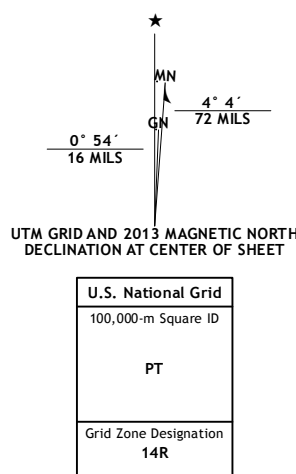 ★
MN
4° 4´
72 MILS
GN
0° 54´
16 MILS
UTM GRID AND 2013 MAGNETIC NORTH
DECLINATION AT CENTER OF SHEET
U.S. National Grid
100,000-m Square ID
PT
Grid Zone Designation
14R